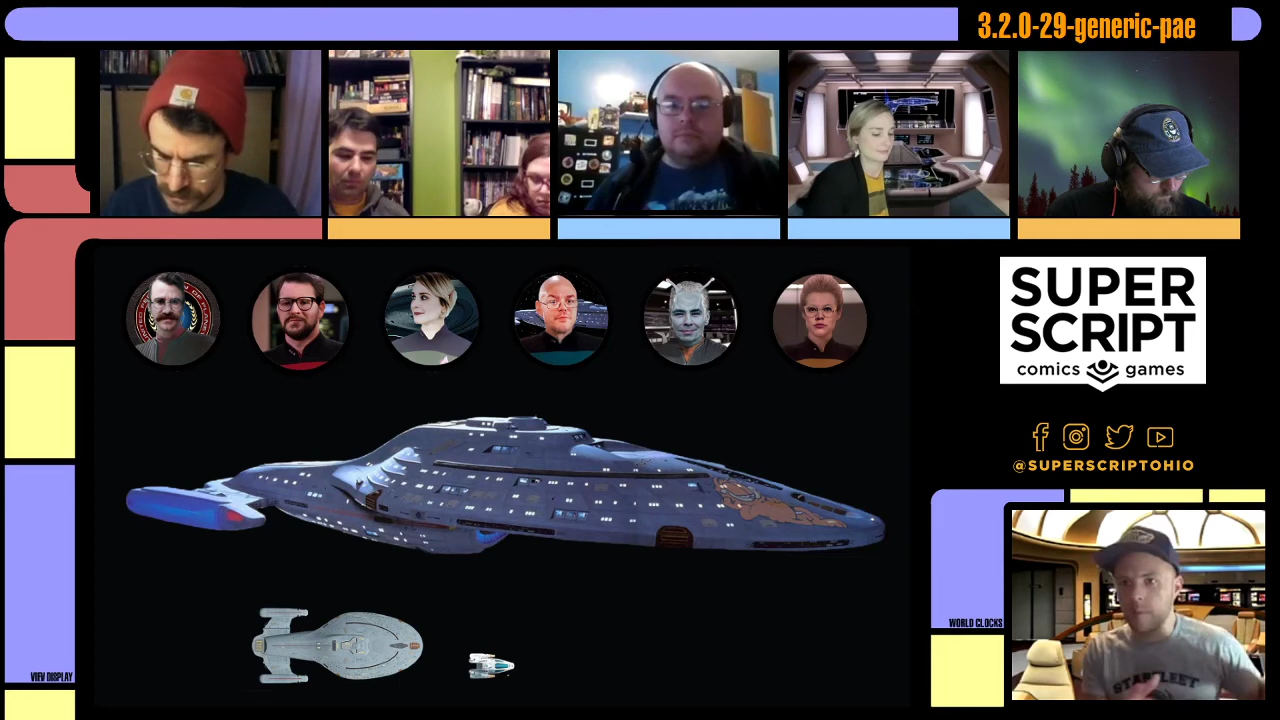 3.2.0-29-generic-pae
SUPER
SCRIPT
comics games
@SUPERSCRIPTOHIO
WORLD CLOCKS
STARFLEET
VIEW DISPLAY